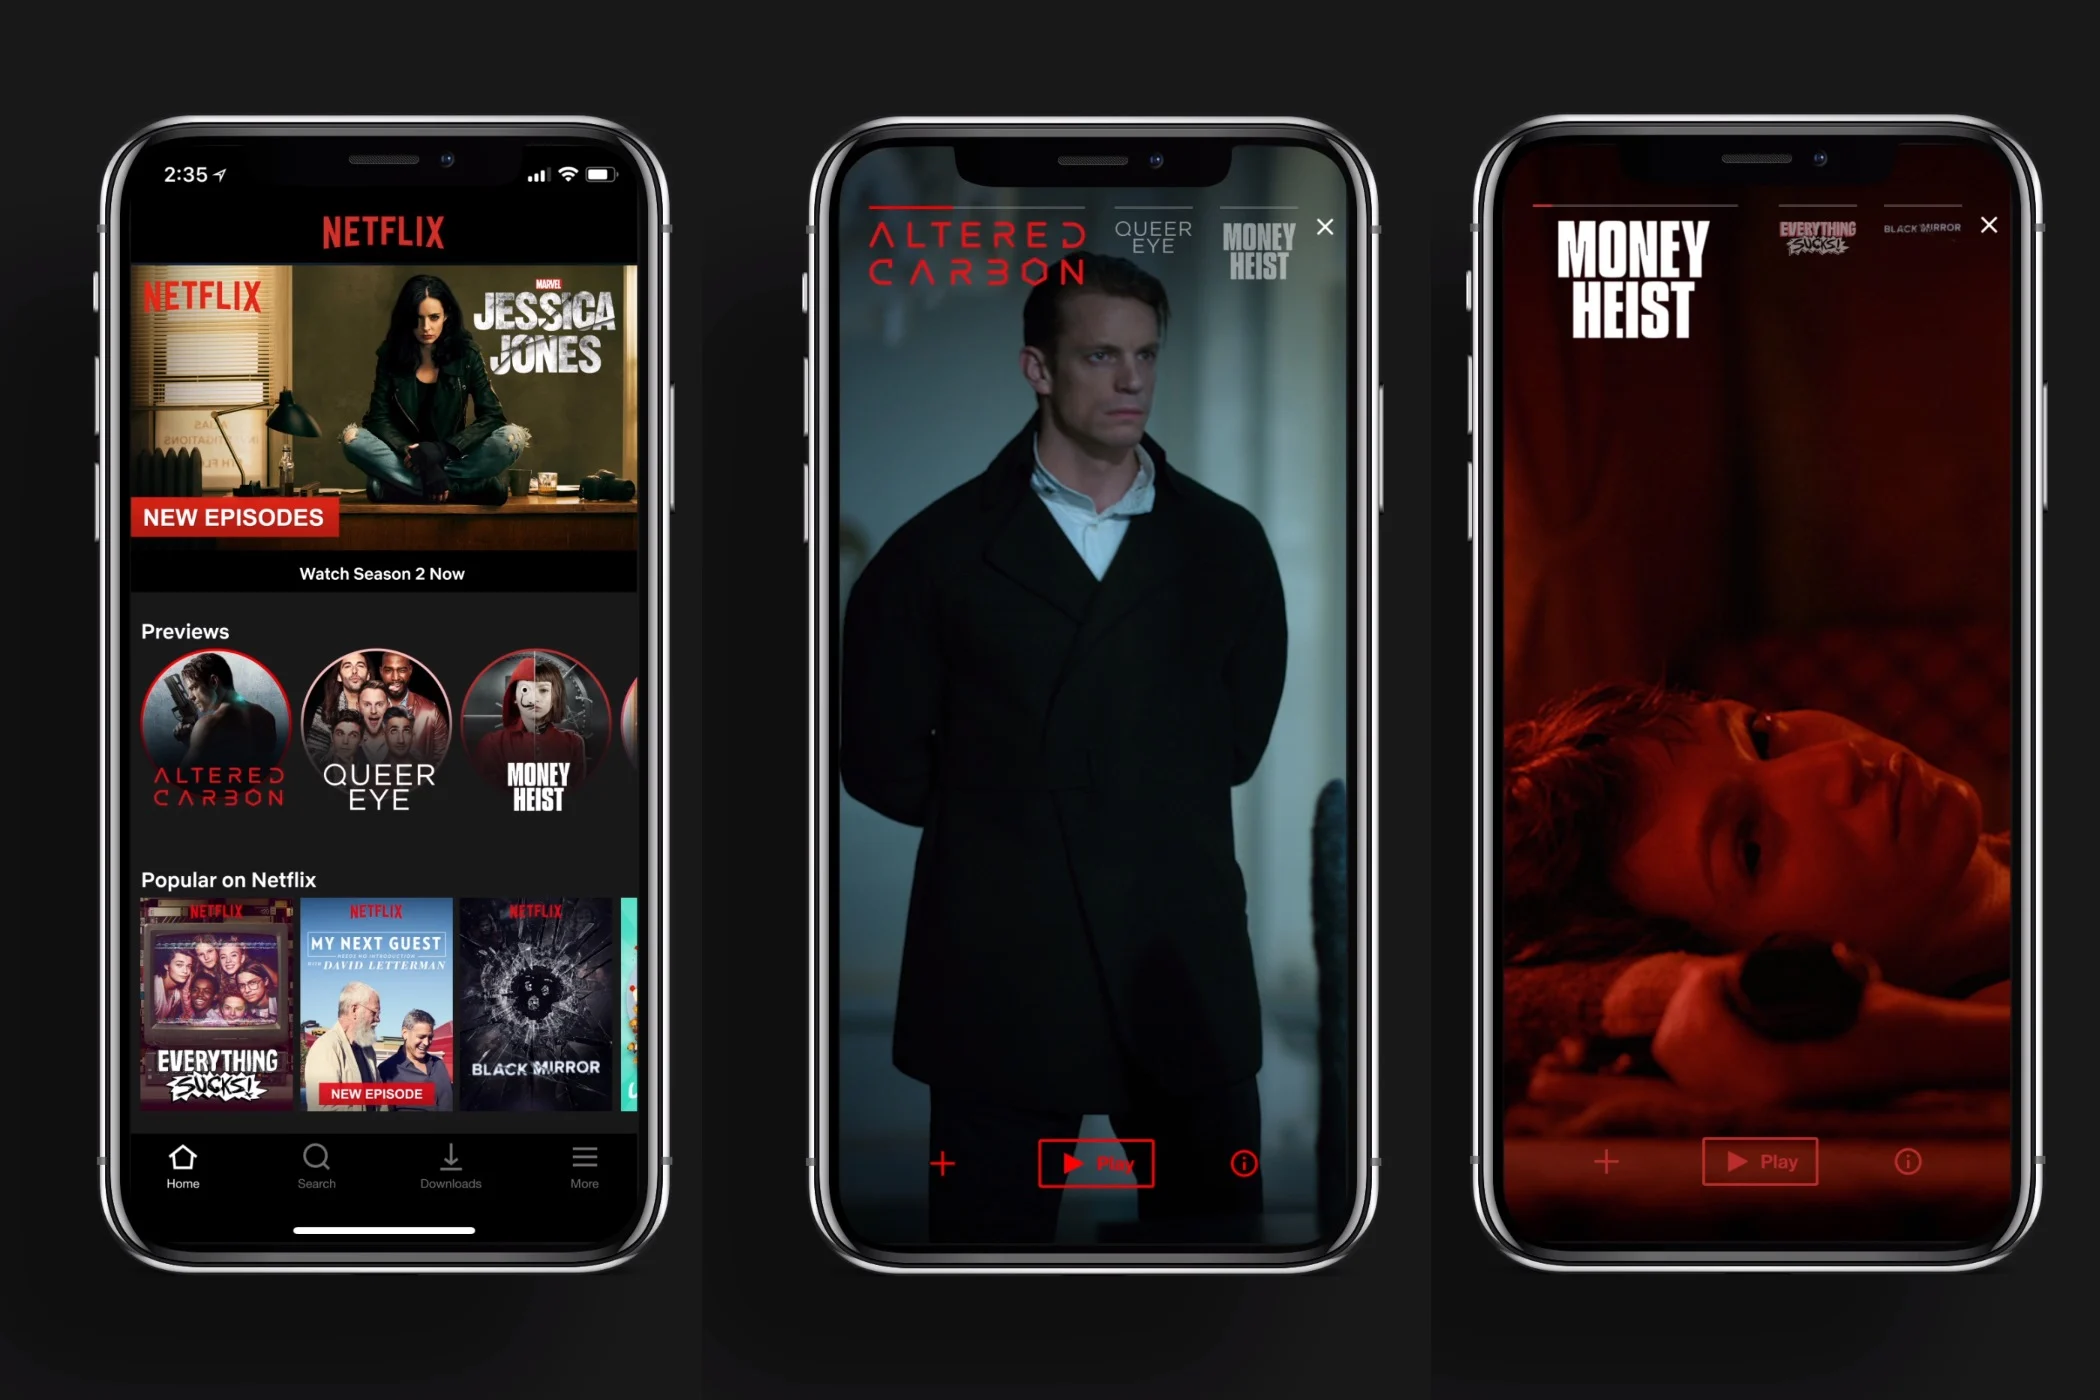 2:35
NETFLIX
NETFLIX
MARVEL
JESSICA
JONES
ALIAS
INVESTIGATIONS
NEW EPISODES
Watch Season 2 Now
Previews
ALTERED
CARBON
QUEER
EYE
MONEY
HEIST
Popular on Netflix
NETFLIX
EVERYTHING
SUCKS!
NETFLIX
MY NEXT GUEST
NEEDS NO INTRODUCTION
WITH DAVID LETTERMAN
NEW EPISODE
NETFLIX
BLACK MIRROR
Home
Search
Downloads
More
ALTERED
CARBON
QUEER
EYE
MONEY
HEIST
Play
MONEY
HEIST
EVERYTHING
SUCKS!
BLACK MIRROR
Play